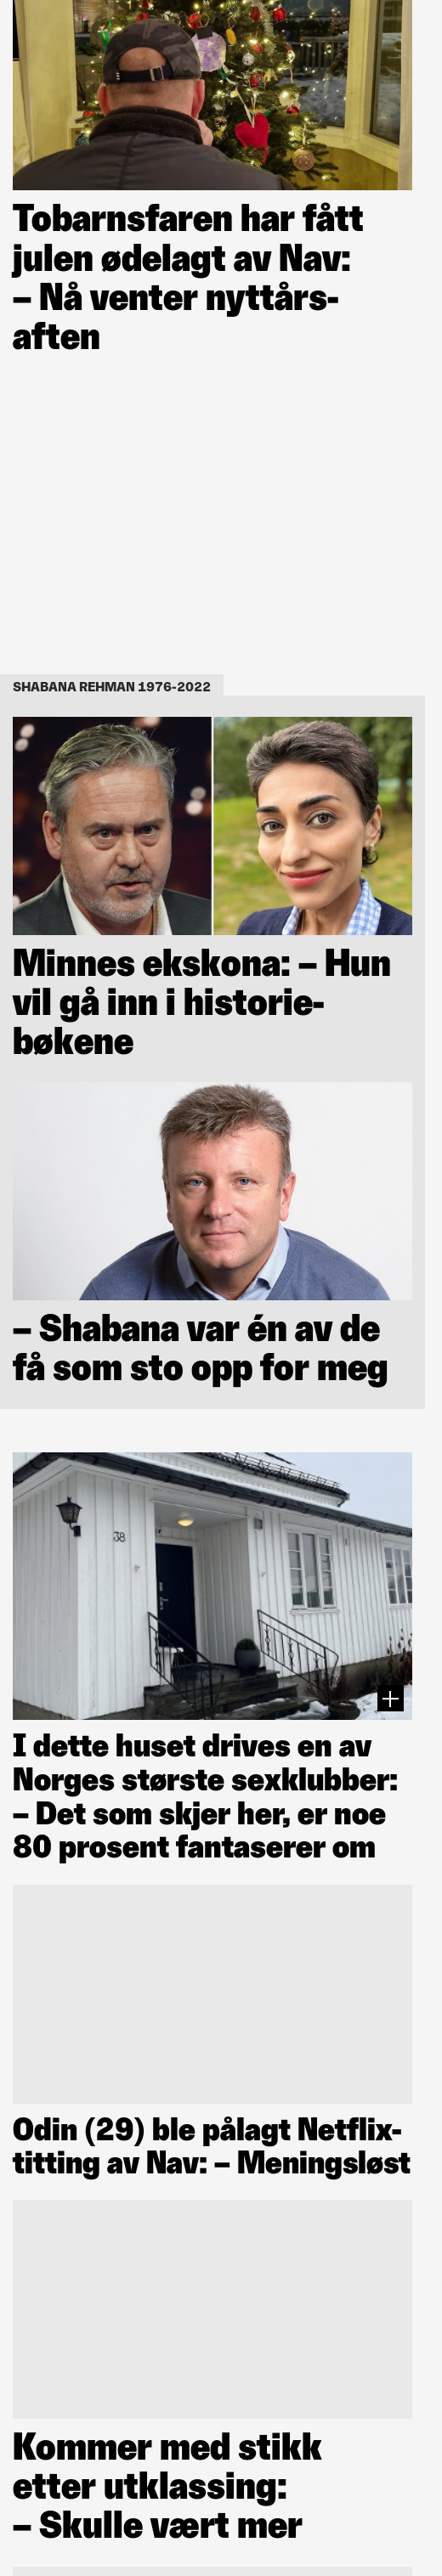 Tobarnsfaren har fått
julen ødelagt av Nav:
– Nå venter nyttårs-
aften
SHABANA REHMAN 1976-2022
Minnes ekskona: – Hun
vil gå inn i historie-
bøkene
– Shabana var én av de
få som sto opp for meg
38
I dette huset drives en av
Norges største sexklubber:
– Det som skjer her, er noe
80 prosent fantaserer om
Odin (29) ble pålagt Netflix-
titting av Nav: – Meningsløst
Kommer med stikk
etter utklassing:
– Skulle vært mer